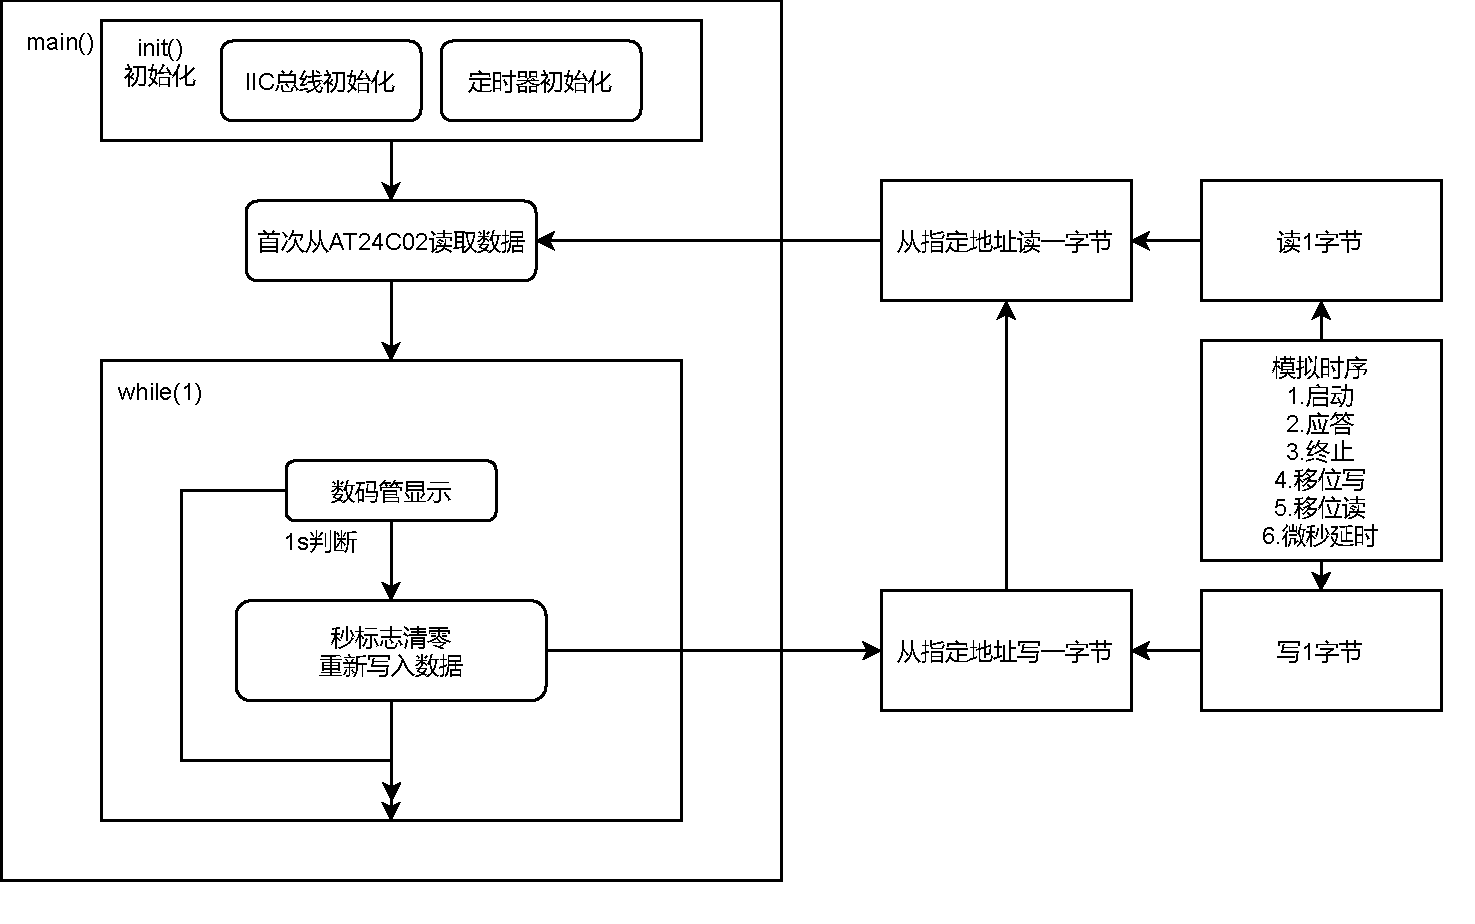 main()
init()
初始化
IIC总线初始化
定时器初始化
首次从AT24C02读取数据
从指定地址读一字节
读1字节
while(1)
模拟时序
1.启动
2.应答
3.终止
4.移位写
5.移位读
6.微秒延时
数码管显示
1s判断
秒标志清零
重新写入数据
从指定地址写一字节
写1字节